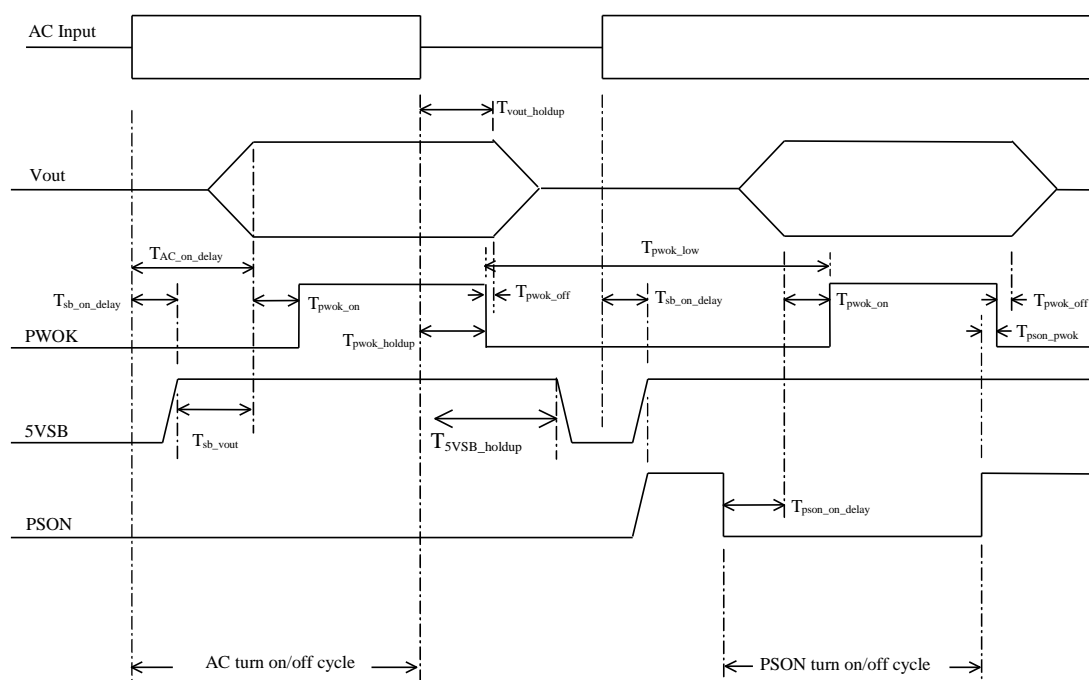 AC Input
Tvout_holdup
Vout
TAC_on_delay
Tpwok_low
Tsb_on_delay
Tpwok_on
Tpwok_off
Tsb_on_delay
Tpwok_on
Tpwok_off
PWOK
Tpwok_holdup
Tpson_pwok
5VSB
Tsb_vout
T5VSB_holdup
PSON
Tpson_on_delay
AC turn on/off cycle
PSON turn on/off cycle